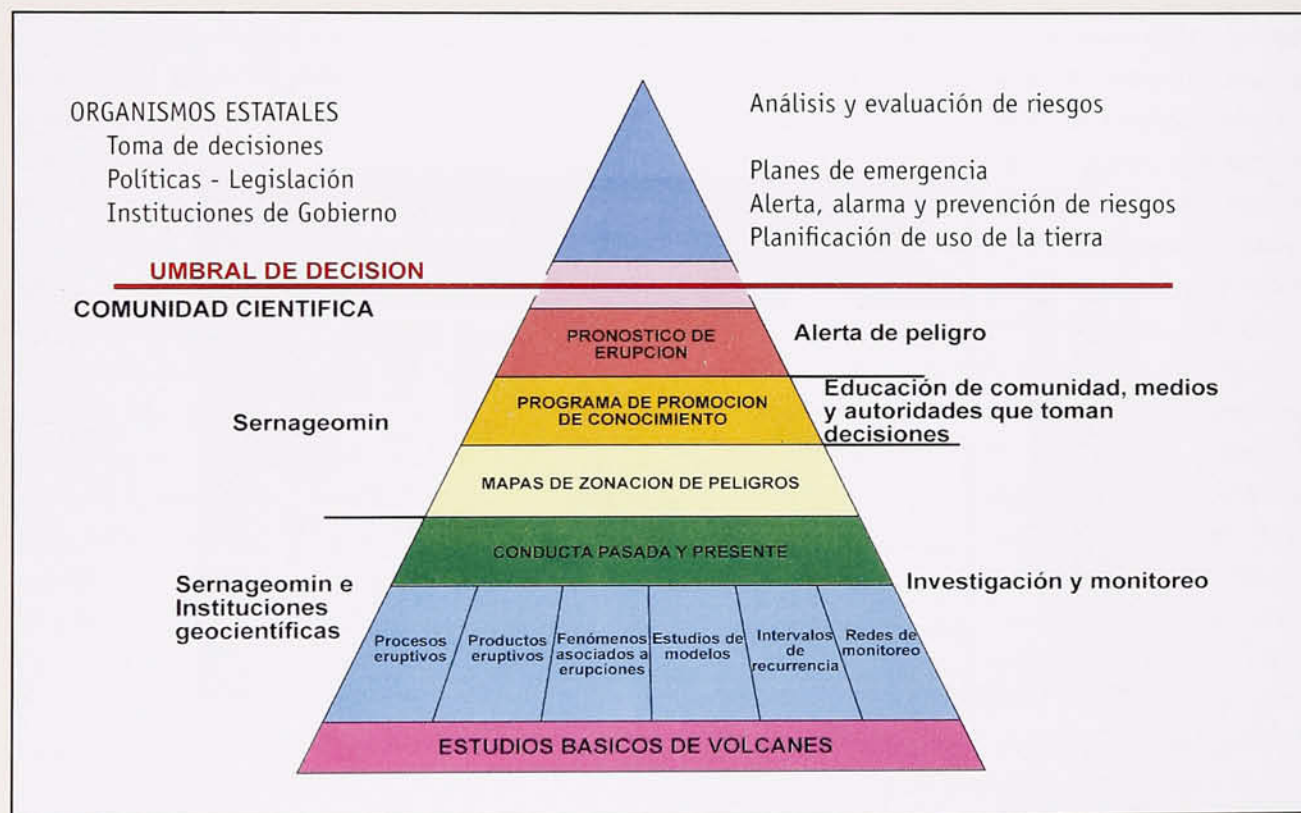 ORGANISMOS ESTATALES
Toma de decisiones
Políticas - Legislación
Instituciones de Gobierno
Análisis y evaluación de riesgos
Planes de emergencia
Alerta, alarma y prevención de riesgos
Planificación de uso de la tierra
UMBRAL DE DECISION
COMUNIDAD CIENTIFICA
PRONOSTICO DE
ERUPCION
Alerta de peligro
Sernageomin
PROGRAMA DE PROMOCION
DE CONOCIMIENTO
Educación de comunidad, medios
y autoridades que toman
decisiones
MAPAS DE ZONACION DE PELIGROS
CONDUCTA PASADA Y PRESENTE
Sernageomin e
Instituciones
geocientíficas
Investigación y monitoreo
Procesos
eruptivos
Productos
eruptivos
Fenómenos
asociados a
erupciones
Estudios de
modelos
Intervalos
de
recurrencia
Redes de
monitoreo
ESTUDIOS BASICOS DE VOLCANES